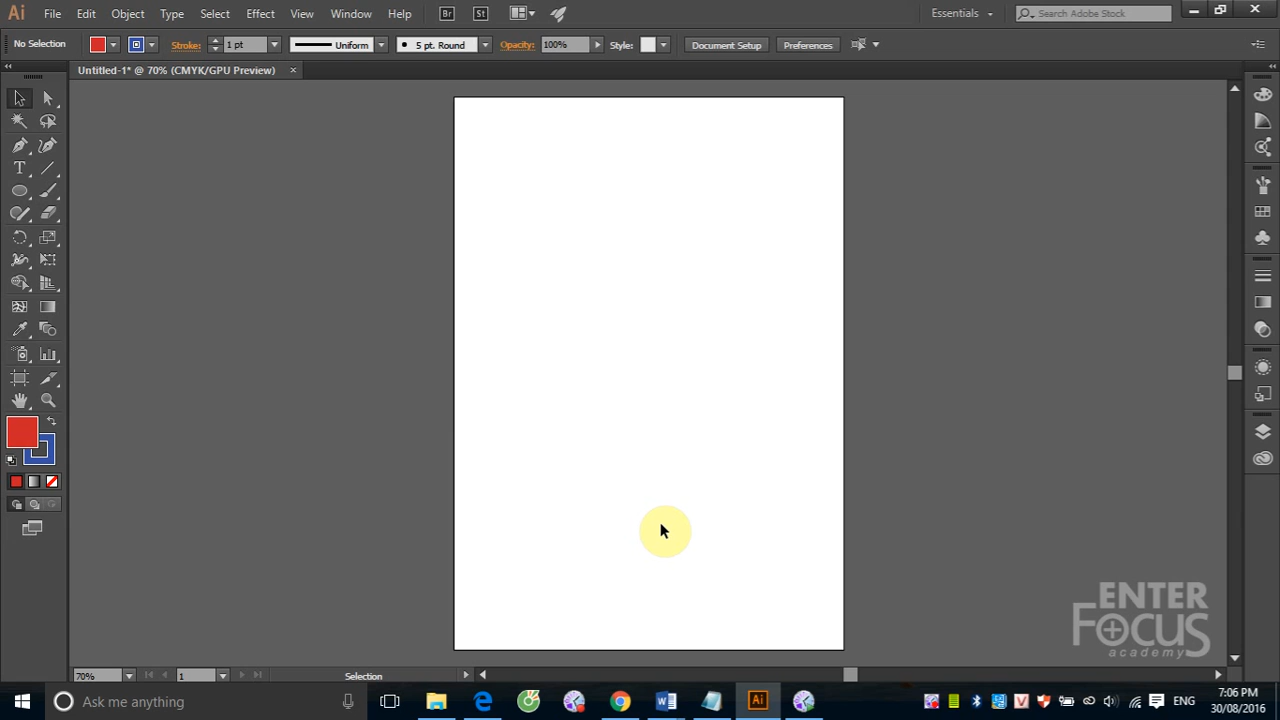 Ai File Edit Object Type Select Effect View Window Help Br St Essentials Search Adobe Stock
No Selection Stroke: 1 pt Uniform 5 pt. Round Opacity: 100% Style: Document Setup Preferences
Untitled-1* @ 70% (CMYK/GPU Preview) ×
T
ENTER
FOCUS
academy
70% 1 Selection
Ask me anything Ai ENG 7:06 PM
30/08/2016